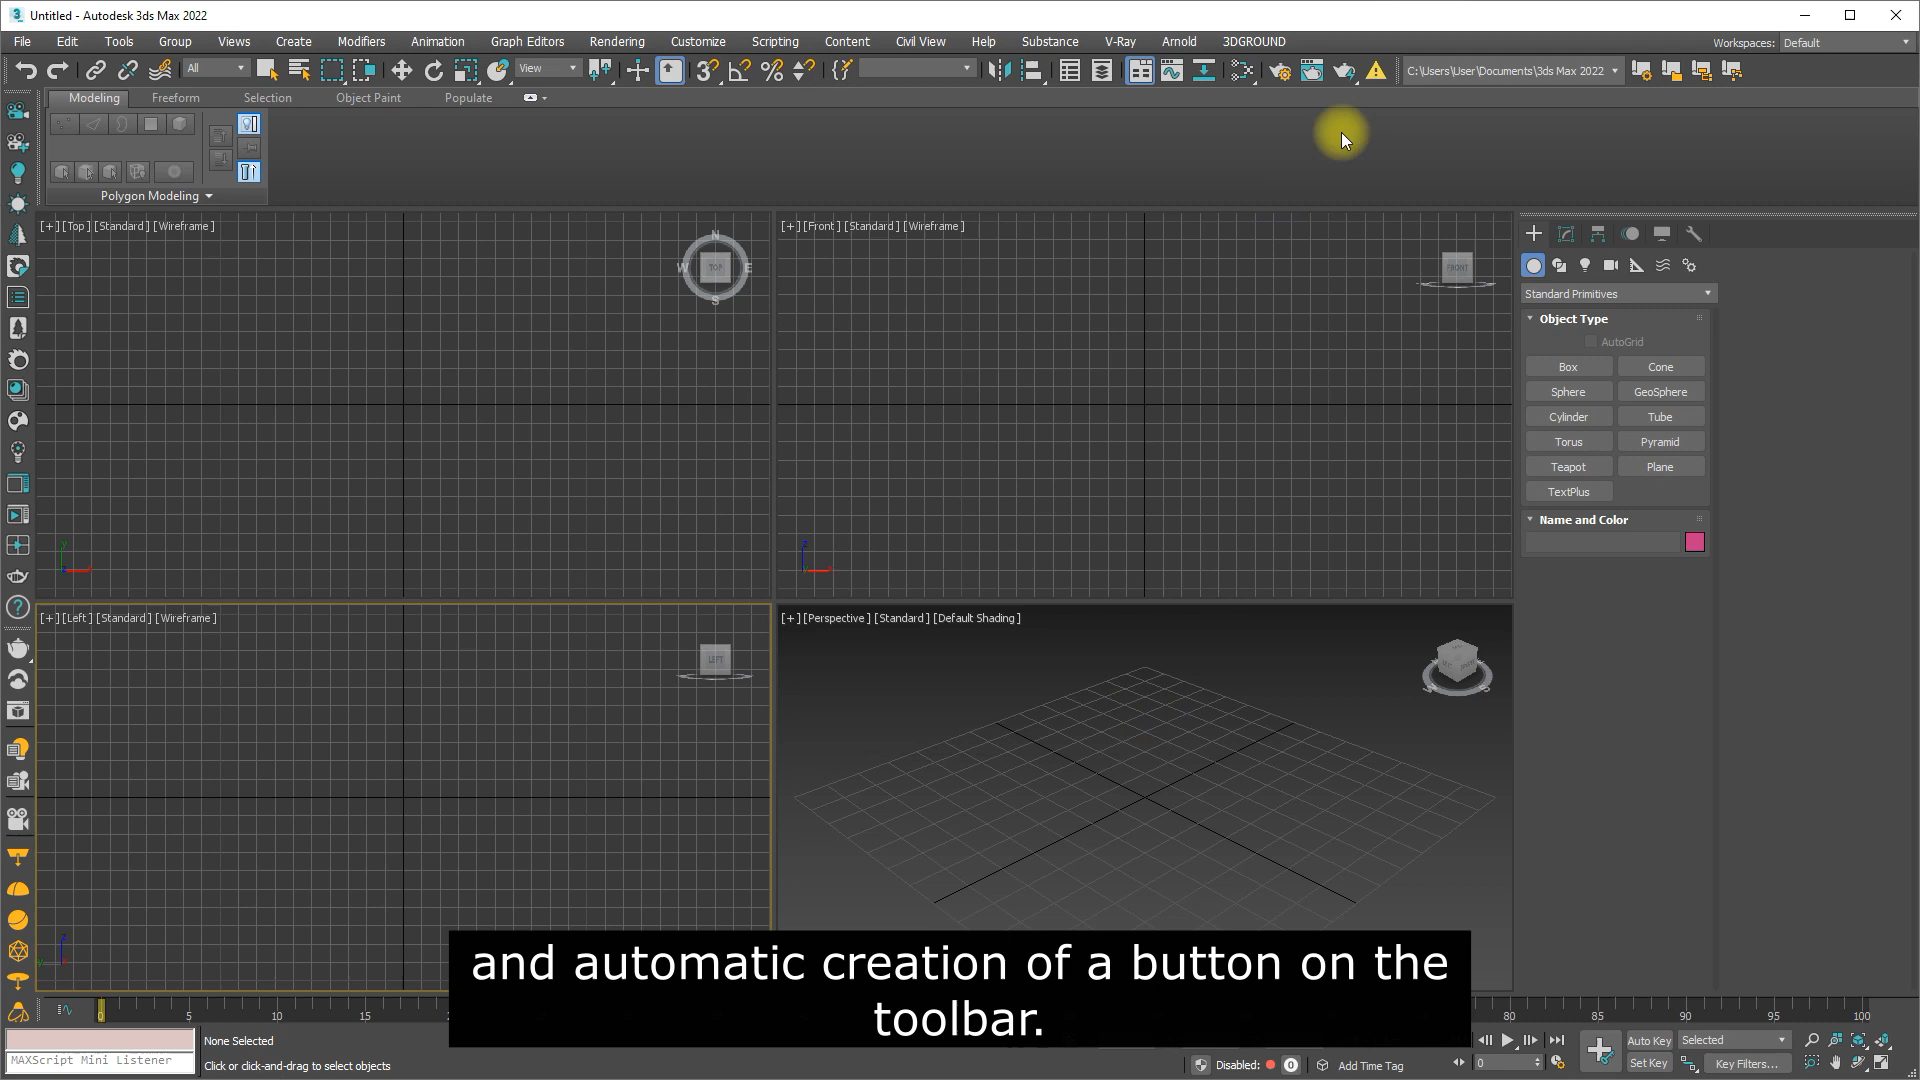 Untitled - Autodesk 3ds Max 2022
File Edit Tools Group Views Create Modifiers Animation Graph Editors Rendering Customize Scripting Content Civil View Help Substance V-Ray Arnold 3DGROUND Workspaces: Default
All View C:\Users\User\Documents\3ds Max 2022
Modeling Freeform Selection Object Paint Populate
Polygon Modeling
[+] [Top] [Standard] [Wireframe]
N
W TOP E
S
[+] [Front] [Standard] [Wireframe]
FRONT
Standard Primitives
Object Type
AutoGrid
Box Cone
Sphere GeoSphere
Cylinder Tube
Torus Pyramid
Teapot Plane
TextPlus
Name and Color
y
z
[+] [Left] [Standard] [Wireframe]
LEFT
[+] [Perspective] [Standard] [Default Shading]
z
and automatic creation of a button on the
toolbar.
0 5 10 15 80 85 90 95 100
None Selected
MAXScript Mini Listener
Click or click-and-drag to select objects
Disabled: 0 Add Time Tag
0
Auto Key Selected
Set Key Key Filters...